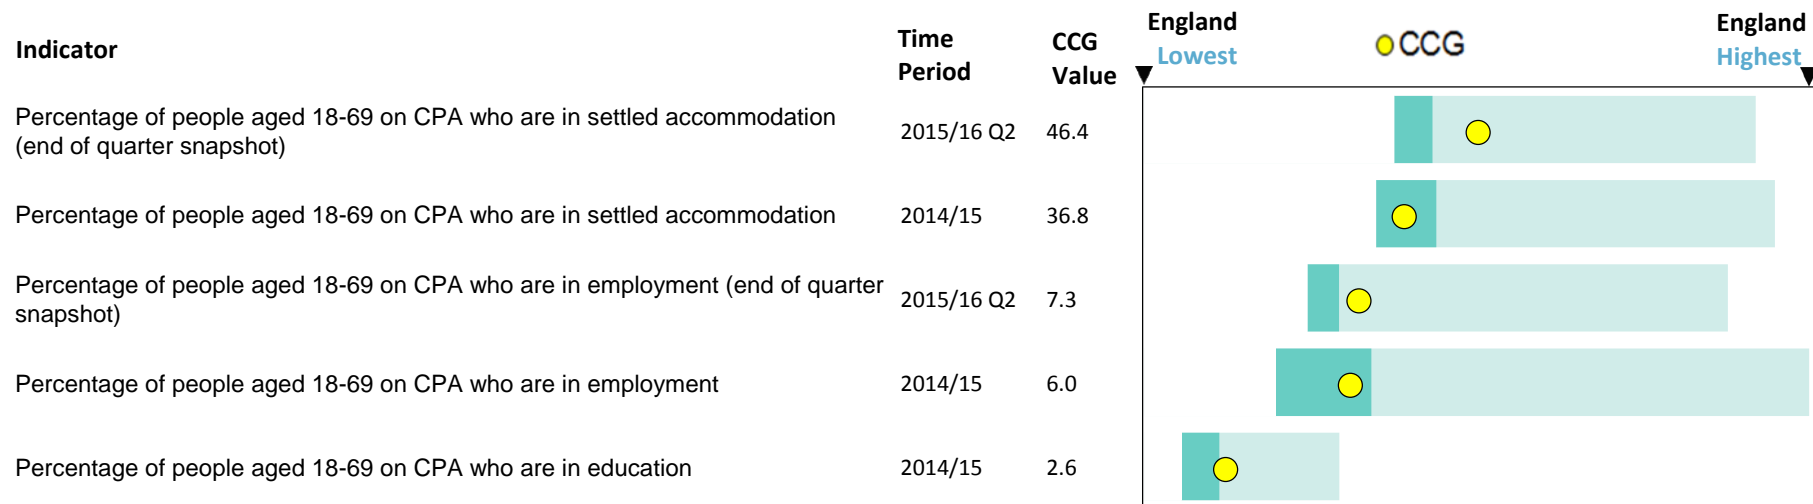 Indicator
Time Period
CCG Value
England Lowest
CCG
England Highest
Percentage of people aged 18-69 on CPA who are in settled accommodation
(end of quarter snapshot)
2015/16 Q2
46.4
Percentage of people aged 18-69 on CPA who are in settled accommodation
2014/15
36.8
Percentage of people aged 18-69 on CPA who are in employment (end of quarter
snapshot)
2015/16 Q2
7.3
Percentage of people aged 18-69 on CPA who are in employment
2014/15
6.0
Percentage of people aged 18-69 on CPA who are in education
2014/15
2.6